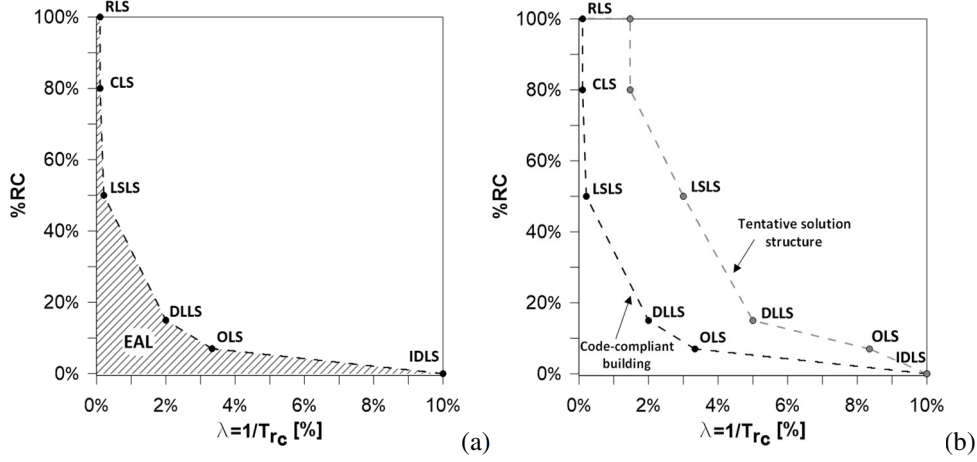 100%
80%
60%
40%
20%
0%
%RC
RLS
CLS
LSLS
DLLS
OLS
IDLS
EAL
0% 2% 4% 6% 8% 10%
λ=1/Trc [%]
(a)
100%
80%
60%
40%
20%
0%
%RC
RLS
CLS
LSLS
LSLS
Tentative solution
structure
DLLS
DLLS
OLS
OLS
IDLS
Code-compliant
building
0% 2% 4% 6% 8% 10%
λ=1/Trc [%]
(b)